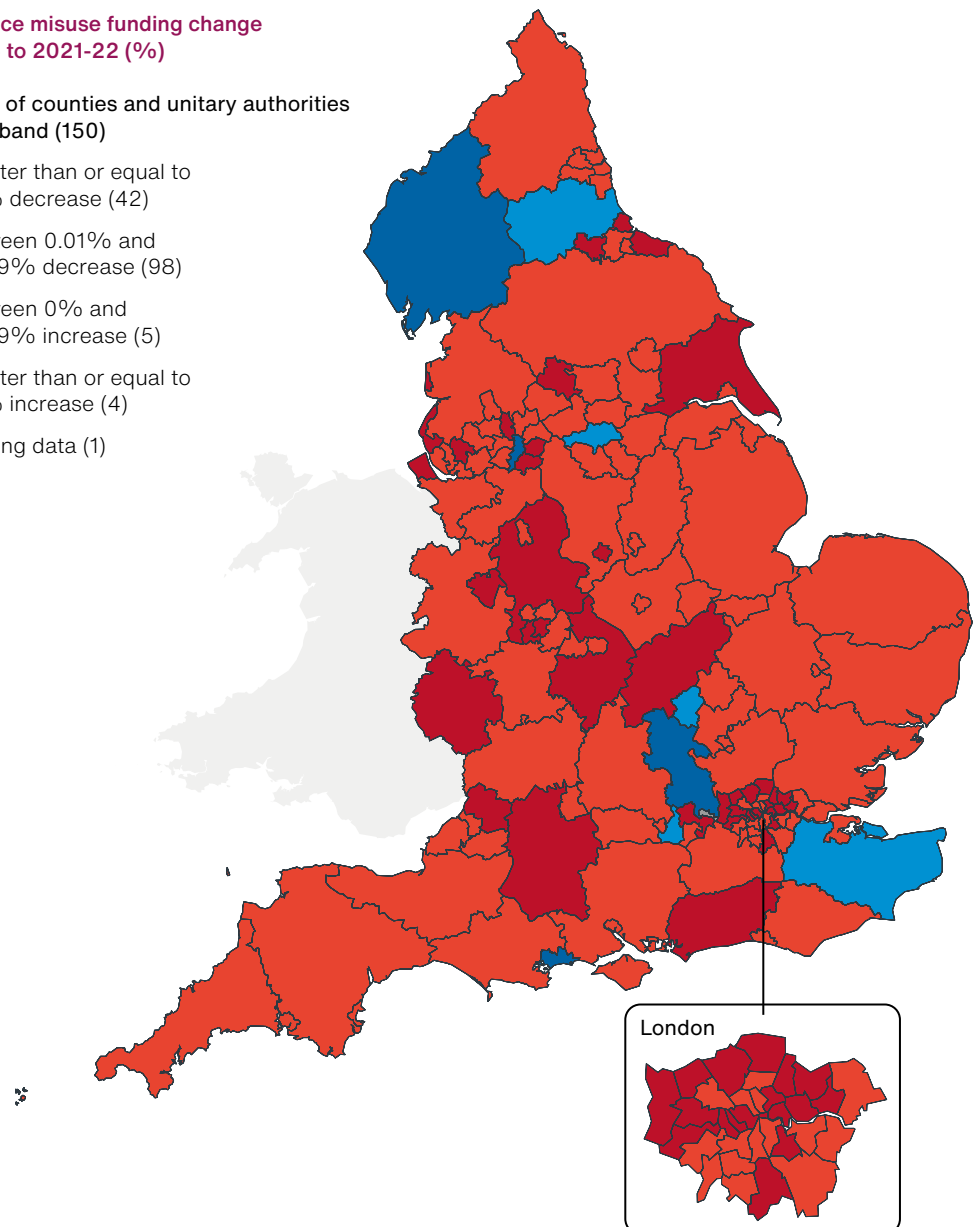 ce misuse funding change
to 2021-22 (%)
of counties and unitary authorities
band (150)
ter than or equal to
% decrease (42)
een 0.01% and
9% decrease (98)
een 0% and
9% increase (5)
ter than or equal to
% increase (4)
ng data (1)
London